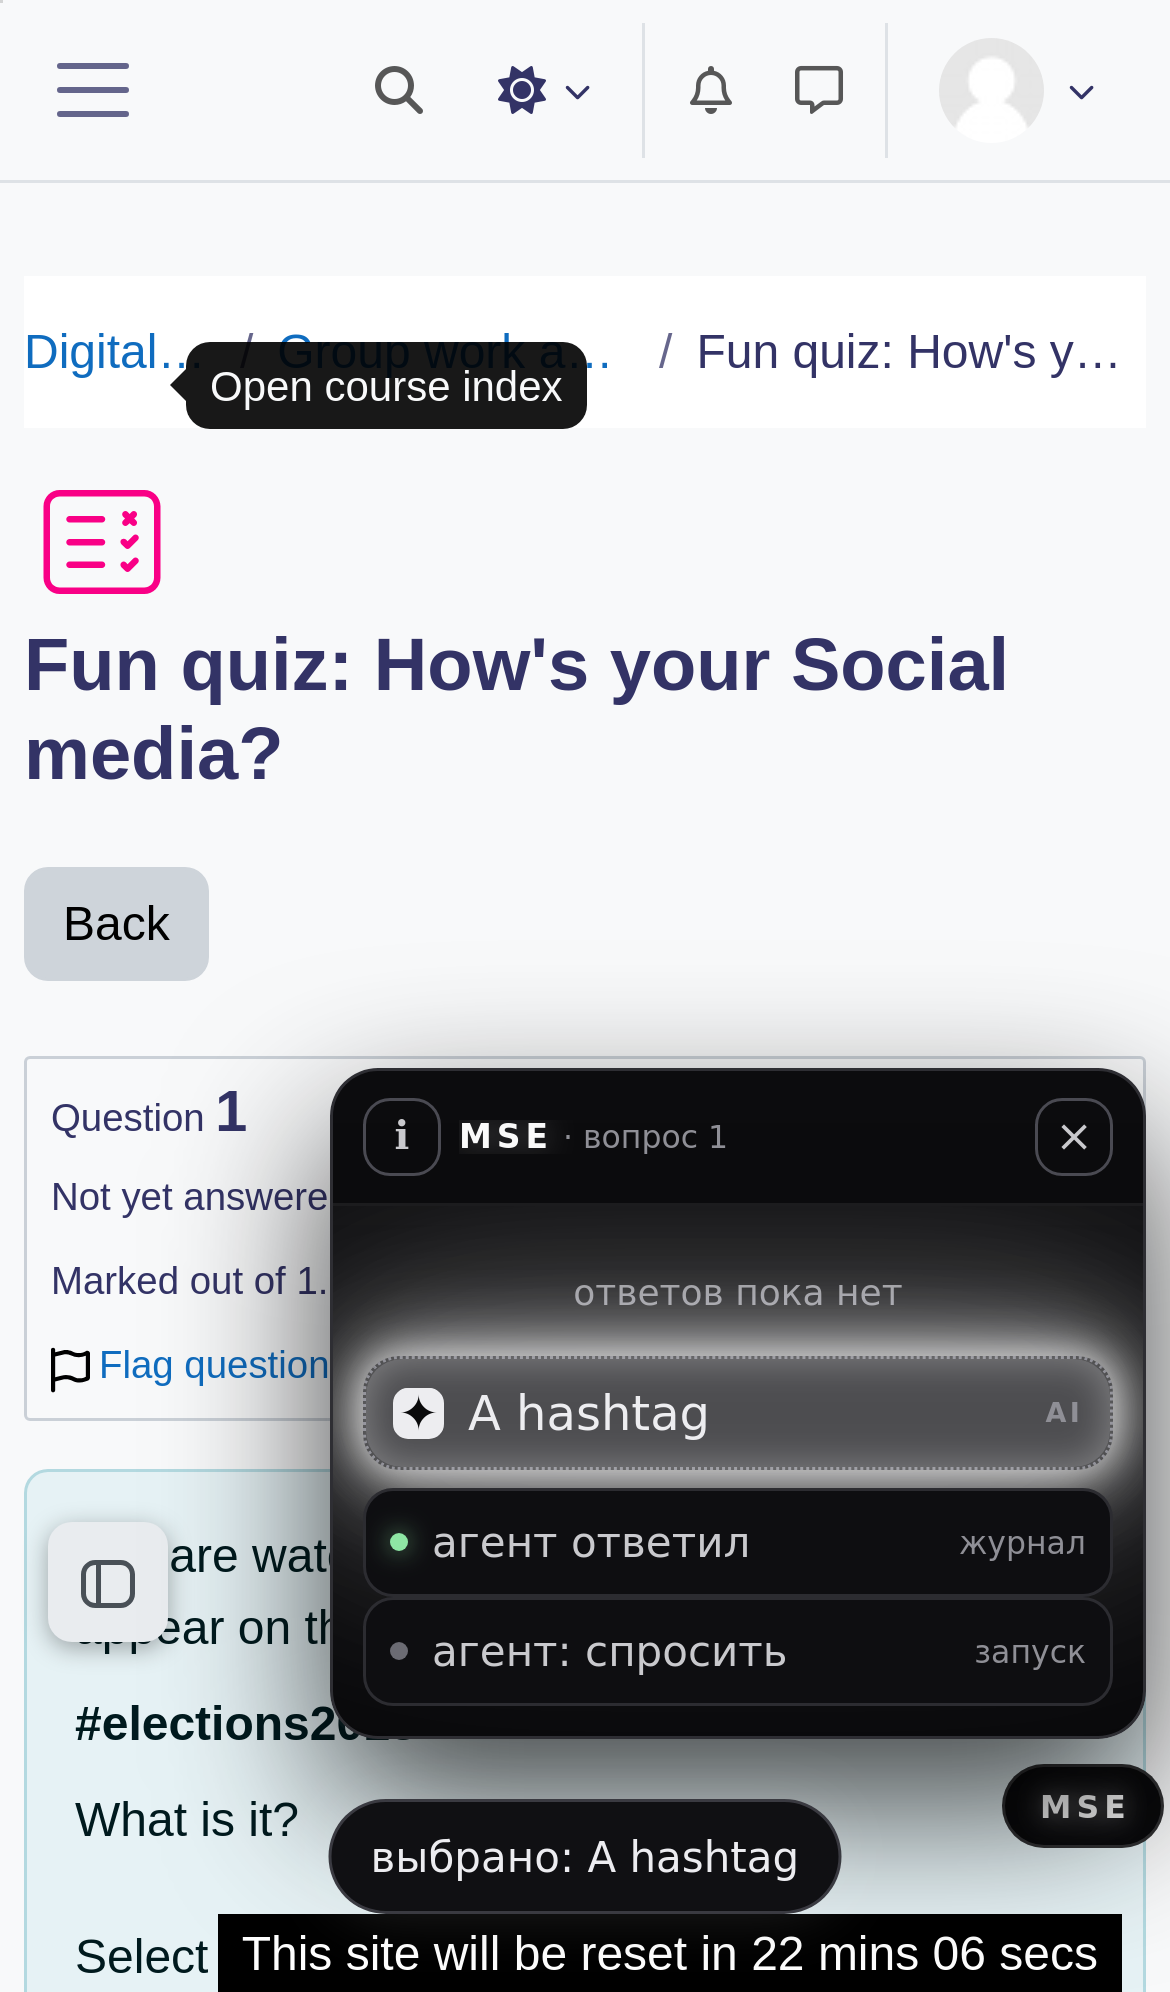 Digital… / Group work a… / Fun quiz: How's y…
Open course index
Fun quiz: How's your Social
media?
Back
Question 1
Not yet answere
Marked out of 1.
Flag question
i MSE · вопрос 1
ответов пока нет
A hashtag AI
агент ответил журнал
агент: спросить запуск
are wat
appear on th
#elections20
What is it?
MSE
выбрано: A hashtag
Select
This site will be reset in 22 mins 06 secs